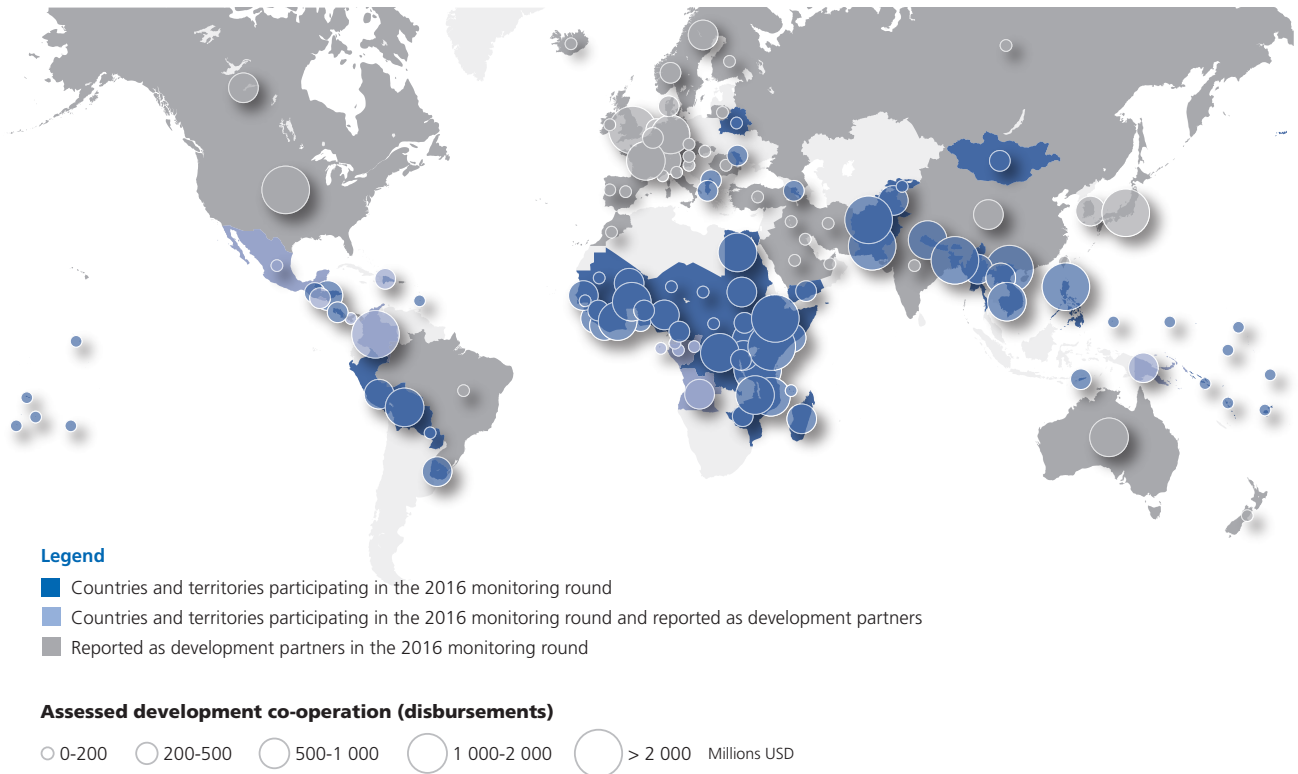 Legend
Countries and territories participating in the 2016 monitoring round
Countries and territories participating in the 2016 monitoring round and reported as development partners
Reported as development partners in the 2016 monitoring round
Assessed development co-operation (disbursements)
0-200 200-500 500-1 000 1 000-2 000 > 2 000 Millions USD